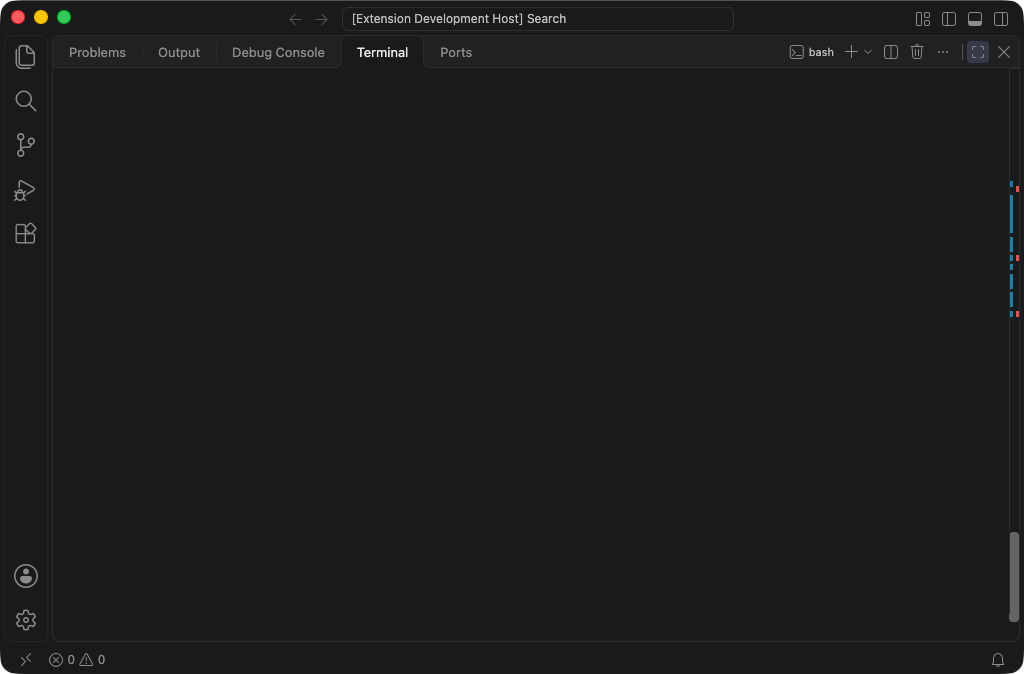 [Extension Development Host] Search
Problems
Output
Debug Console
Terminal
Ports
bash
0
0